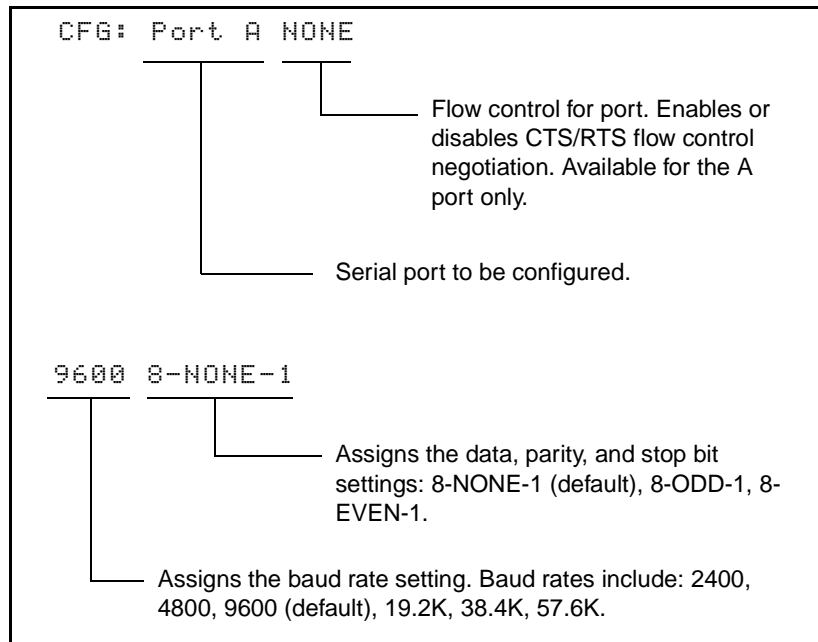 CFG: Port A NONE
Flow control for port. Enables or
disables CTS/RTS flow control
negotiation. Available for the A
port only.
Serial port to be configured.
9600 8-NONE-1
Assigns the data, parity, and stop bit
settings: 8-NONE-1 (default), 8-ODD-1, 8-
EVEN-1.
Assigns the baud rate setting. Baud rates include: 2400,
4800, 9600 (default), 19.2K, 38.4K, 57.6K.